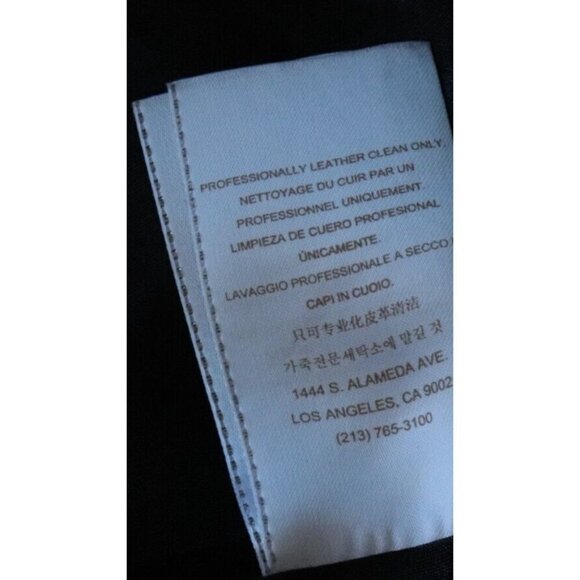 PROFESSIONALLY LEATHER CLEAN ONLY.
NETTOYAGE DU CUIR PAR UN
PROFESSIONNEL UNIQUEMENT.
LIMPIEZA DE CUERO PROFESIONAL
ÚNICAMENTE.
LAVAGGIO PROFESSIONALE A SECCO
CAPI IN CUOIO.
只可专业化皮革清洁
가죽전문세탁소에 맡길 것
1444 S. ALAMEDA AVE.
LOS ANGELES, CA 9002
(213) 765-3100